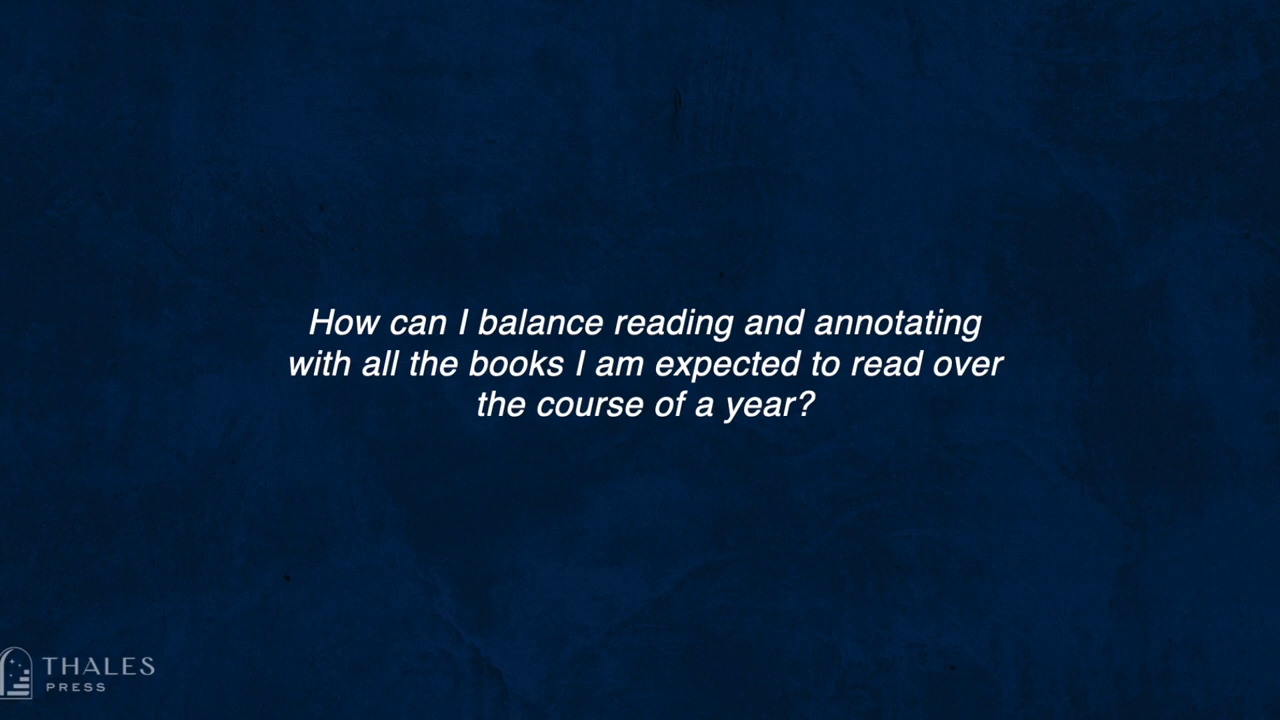 How can I balance reading and annotating
with all the books I am expected to read over
the course of a year?
THALES
PRESS